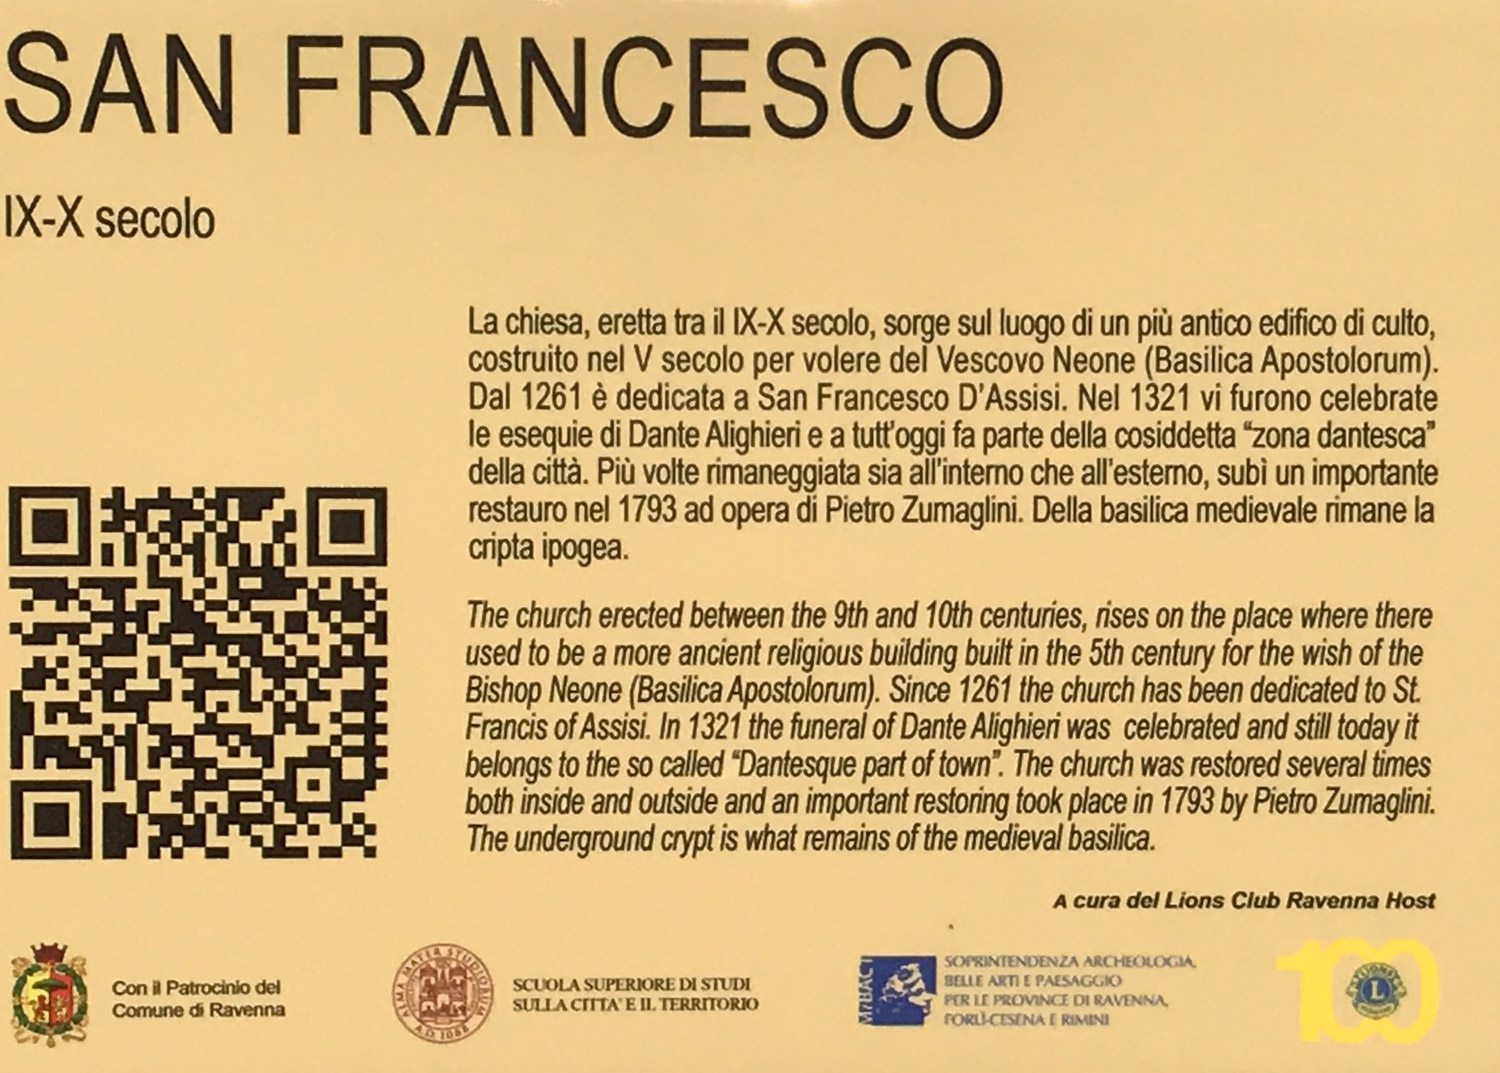 SAN FRANCESCO
IX-X secolo
La chiesa, eretta tra il IX-X secolo, sorge sul luogo di un più antico edifico di culto,
costruito nel V secolo per volere del Vescovo Neone (Basilica Apostolorum).
Dal 1261 è dedicata a San Francesco D'Assisi. Nel 1321 vi furono celebrate
le esequie di Dante Alighieri e a tutt'oggi fa parte della cosiddetta “zona dantesca”
della città. Più volte rimaneggiata sia all'interno che all'esterno, subì un importante
restauro nel 1793 ad opera di Pietro Zumaglini. Della basilica medievale rimane la
cripta ipogea.
The church erected between the 9th and 10th centuries, rises on the place where there
used to be a more ancient religious building built in the 5th century for the wish of the
Bishop Neone (Basilica Apostolorum). Since 1261 the church has been dedicated to St.
Francis of Assisi. In 1321 the funeral of Dante Alighieri was celebrated and still today it
belongs to the so called “Dantesque part of town”. The church was restored several times
both inside and outside and an important restoring took place in 1793 by Pietro Zumaglini.
The underground crypt is what remains of the medieval basilica.
A cura del Lions Club Ravenna Host
Con il Patrocinio del
Comune di Ravenna
ALMA MATER STUDIORUM
A.D. 1088
SCUOLA SUPERIORE DI STUDI
SULLA CITTA' E IL TERRITORIO
MiBACT
SOPRINTENDENZA ARCHEOLOGIA,
BELLE ARTI E PAESAGGIO
PER LE PROVINCE DI RAVENNA,
FORLÌ-CESENA E RIMINI
100
LIONS
L